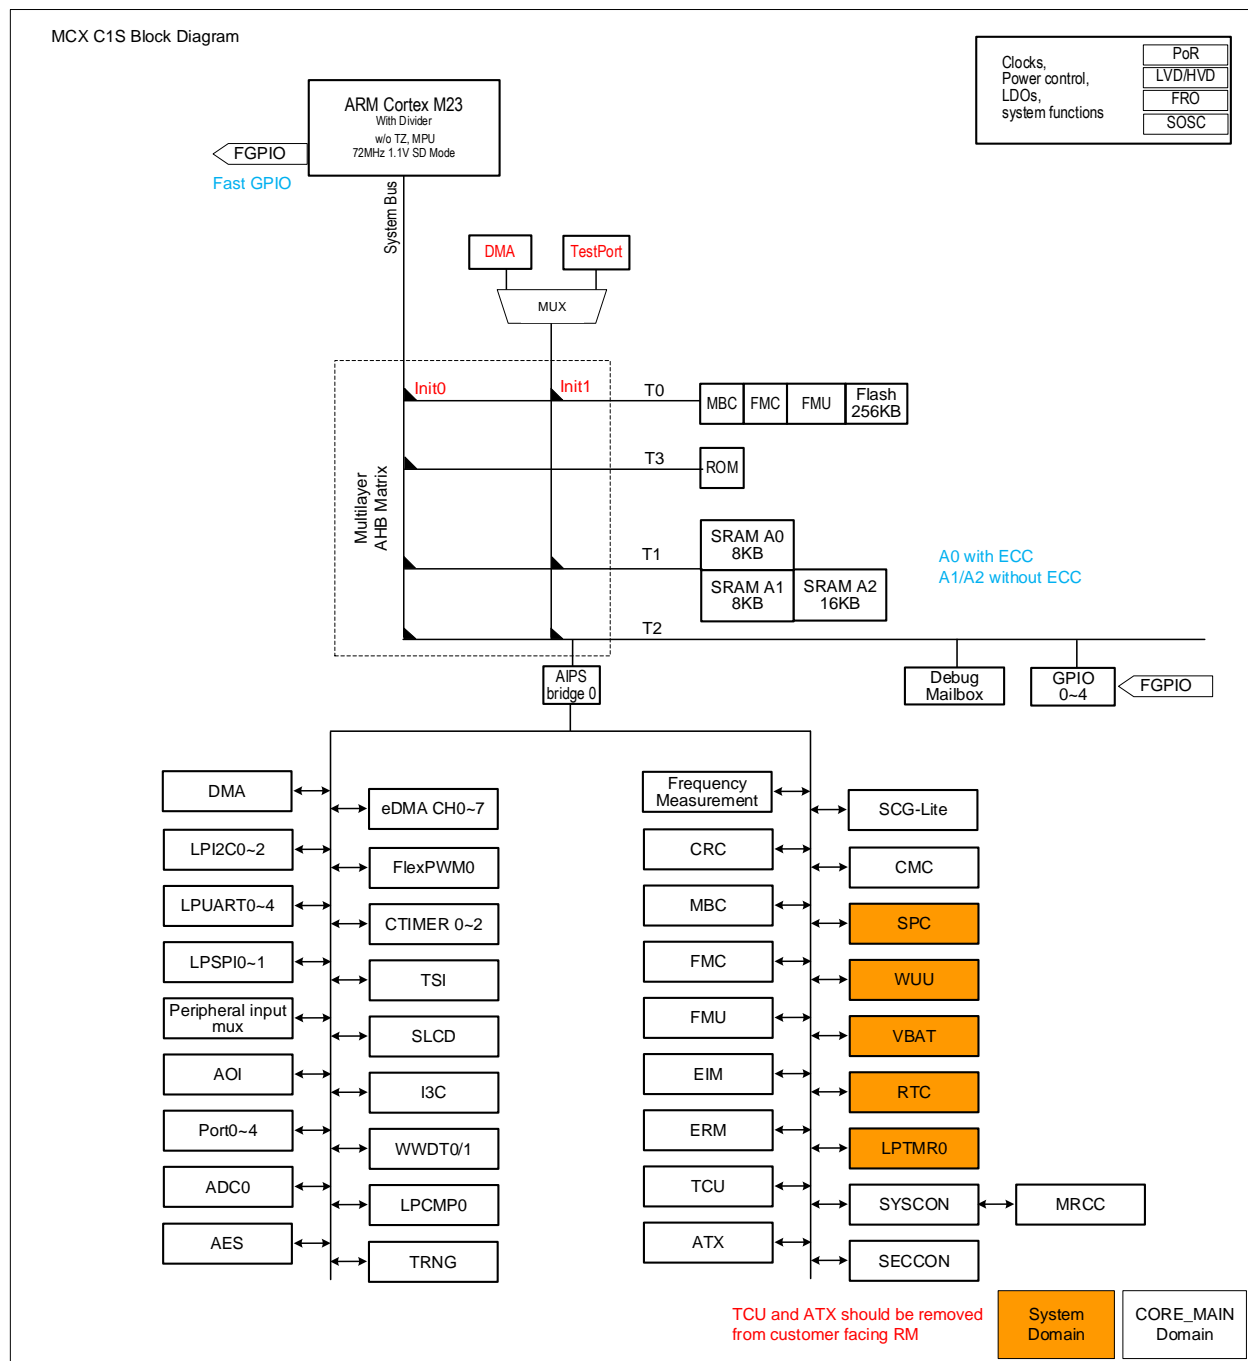 MCX C1S Block Diagram
Clocks,
Power control,
LDOs,
system functions
PoR
LVD/HVD
FRO
SOSC
ARM Cortex M23
With Divider
w/o TZ, MPU
72MHz 1.1V SD Mode
FGPIO
Fast GPIO
System Bus
DMA
TestPort
MUX
Init0
Init1
T0
MBC
FMC
FMU
Flash
256KB
T3
ROM
Multilayer
AHB Matrix
T1
SRAM A0
8KB
SRAM A1
8KB
SRAM A2
16KB
A0 with ECC
A1/A2 without ECC
T2
AIPS
bridge 0
Debug
Mailbox
GPIO
0~4
FGPIO
DMA
eDMA CH0~7
LPI2C0~2
FlexPWM0
LPUART0~4
CTIMER 0~2
LPSPI0~1
TSI
Peripheral input
mux
SLCD
AOI
I3C
Port0~4
WWDT0/1
ADC0
LPCMP0
AES
TRNG
Frequency
Measurement
SCG-Lite
CRC
CMC
MBC
SPC
FMC
WUU
FMU
VBAT
EIM
RTC
ERM
LPTMR0
TCU
SYSCON
MRCC
ATX
SECCON
TCU and ATX should be removed
from customer facing RM
System
Domain
CORE_MAIN
Domain